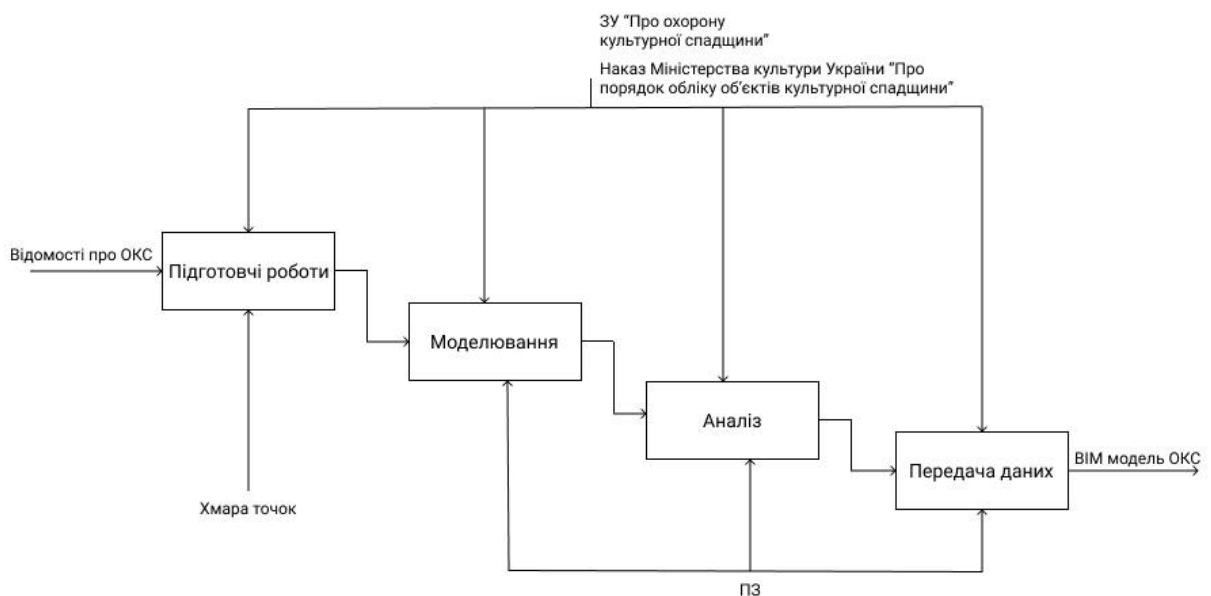 ЗУ “Про охорону
культурної спадщини”
Наказ Міністерства культури України “Про
порядок обліку об’єктів культурної спадщини”
Відомості про ОКС
Підготовчі роботи
Моделювання
Аналіз
Передача даних
BIM модель ОКС
Хмара точок
ПЗ